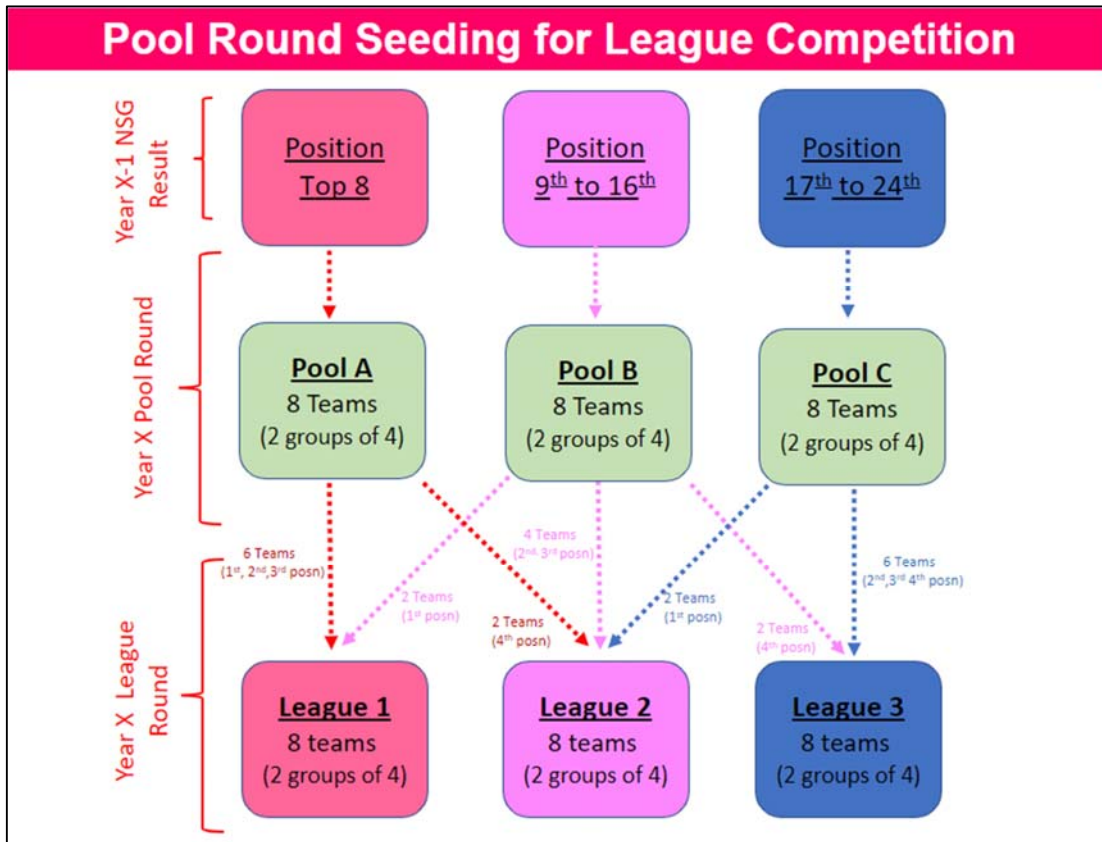 Pool Round Seeding for League Competition
Year X-1 NSG
Result
Position
Top 8
Position
9th to 16th
Position
17th to 24th
Year X Pool Round
Pool A
8 Teams
(2 groups of 4)
Pool B
8 Teams
(2 groups of 4)
Pool C
8 Teams
(2 groups of 4)
6 Teams
(1st, 2nd,3rd posn)
2 Teams
(1st posn)
2 Teams
(4th posn)
4 Teams
(2nd, 3rd posn)
2 Teams
(1st posn)
2 Teams
(4th posn)
6 Teams
(2nd,3rd 4th posn)
Year X League
Round
League 1
8 teams
(2 groups of 4)
League 2
8 teams
(2 groups of 4)
League 3
8 teams
(2 groups of 4)